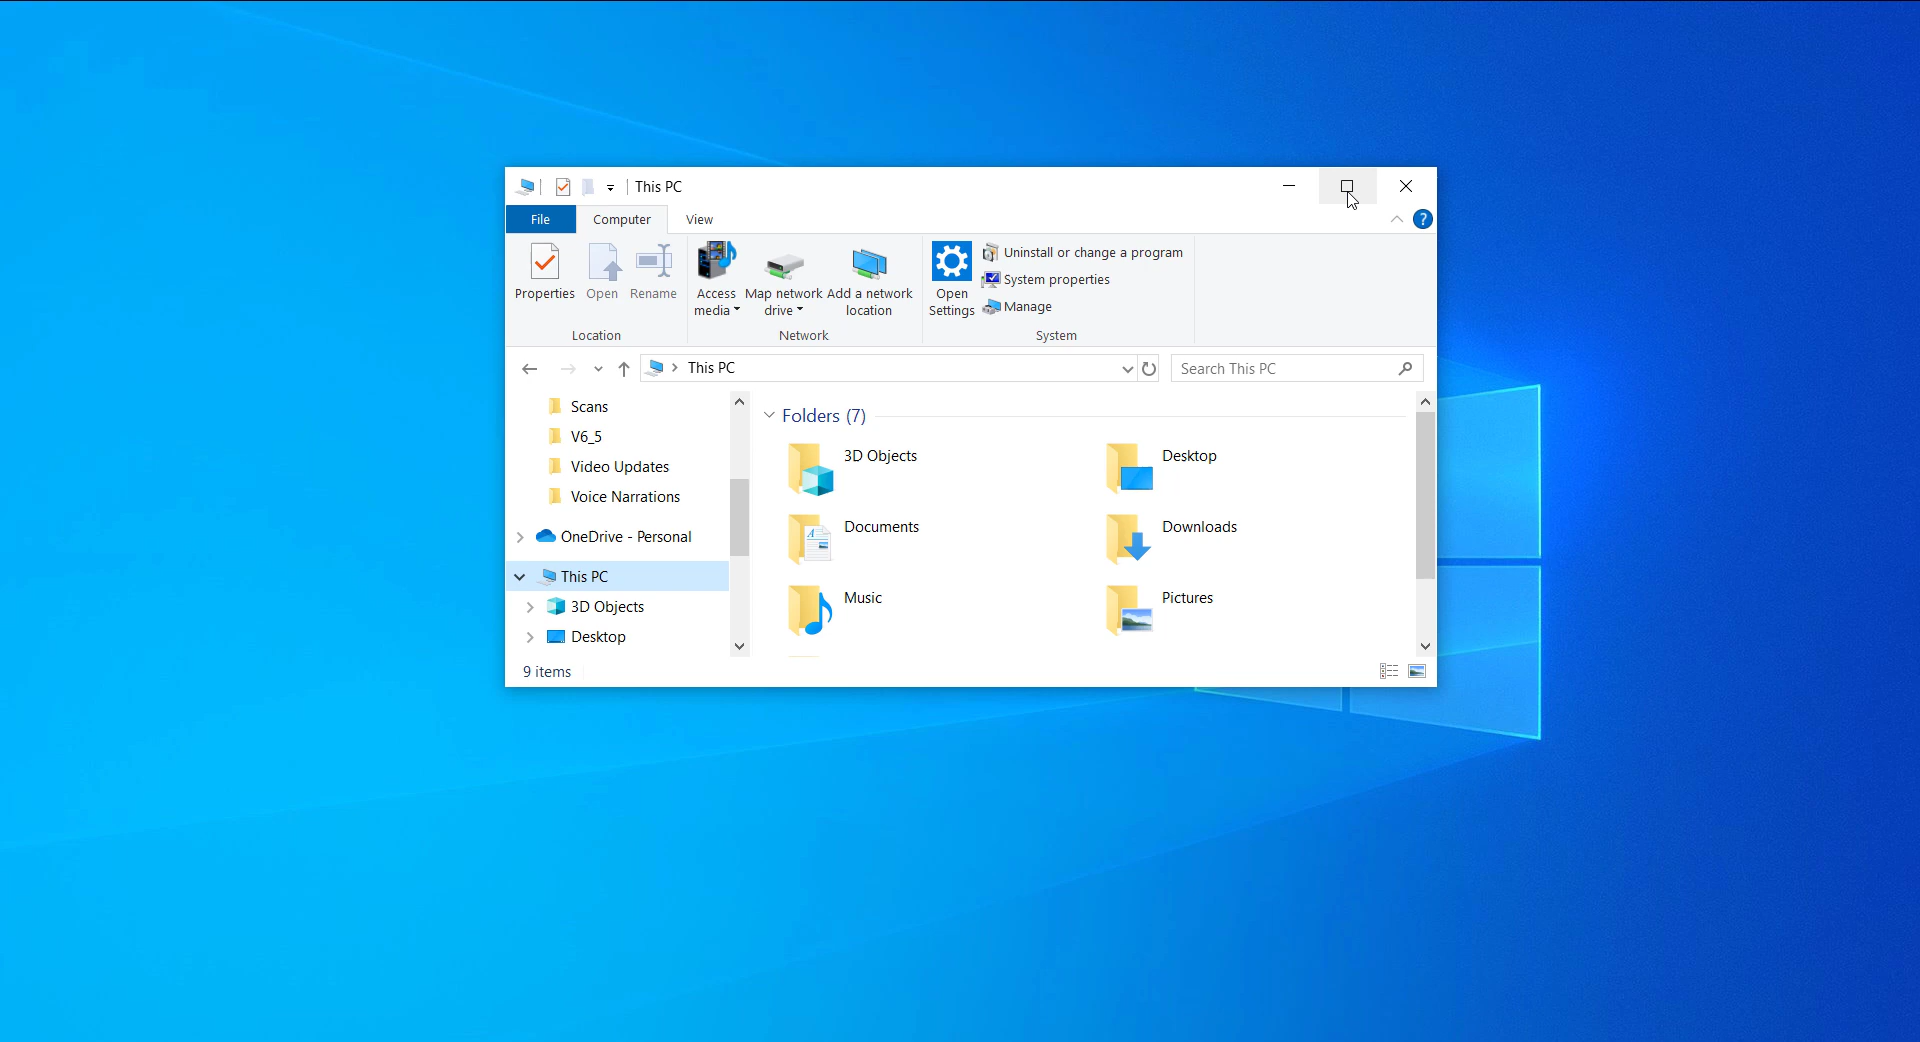 This PC
File Computer View
?
Uninstall or change a program
System properties
Manage
Properties Open Rename
Access media
Map network drive
Add a network location
Open Settings
Location Network System
This PC
Search This PC
Scans
V6_5
Video Updates
Voice Narrations
OneDrive - Personal
This PC
3D Objects
Desktop
Folders (7)
3D Objects
Desktop
Documents
Downloads
Music
Pictures
9 items